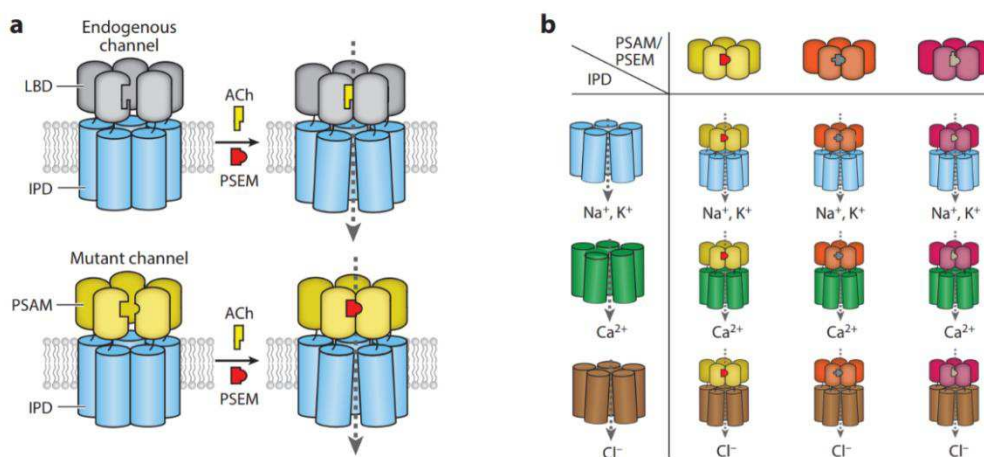 a
Endogenous
channel
LBD
IPD
ACh
PSEM
Mutant channel
PSAM
IPD
ACh
PSEM
b
PSAM/
PSEM
IPD
Na⁺, K⁺
Na⁺, K⁺
Na⁺, K⁺
Na⁺, K⁺
Ca²⁺
Ca²⁺
Ca²⁺
Ca²⁺
Cl⁻
Cl⁻
Cl⁻
Cl⁻